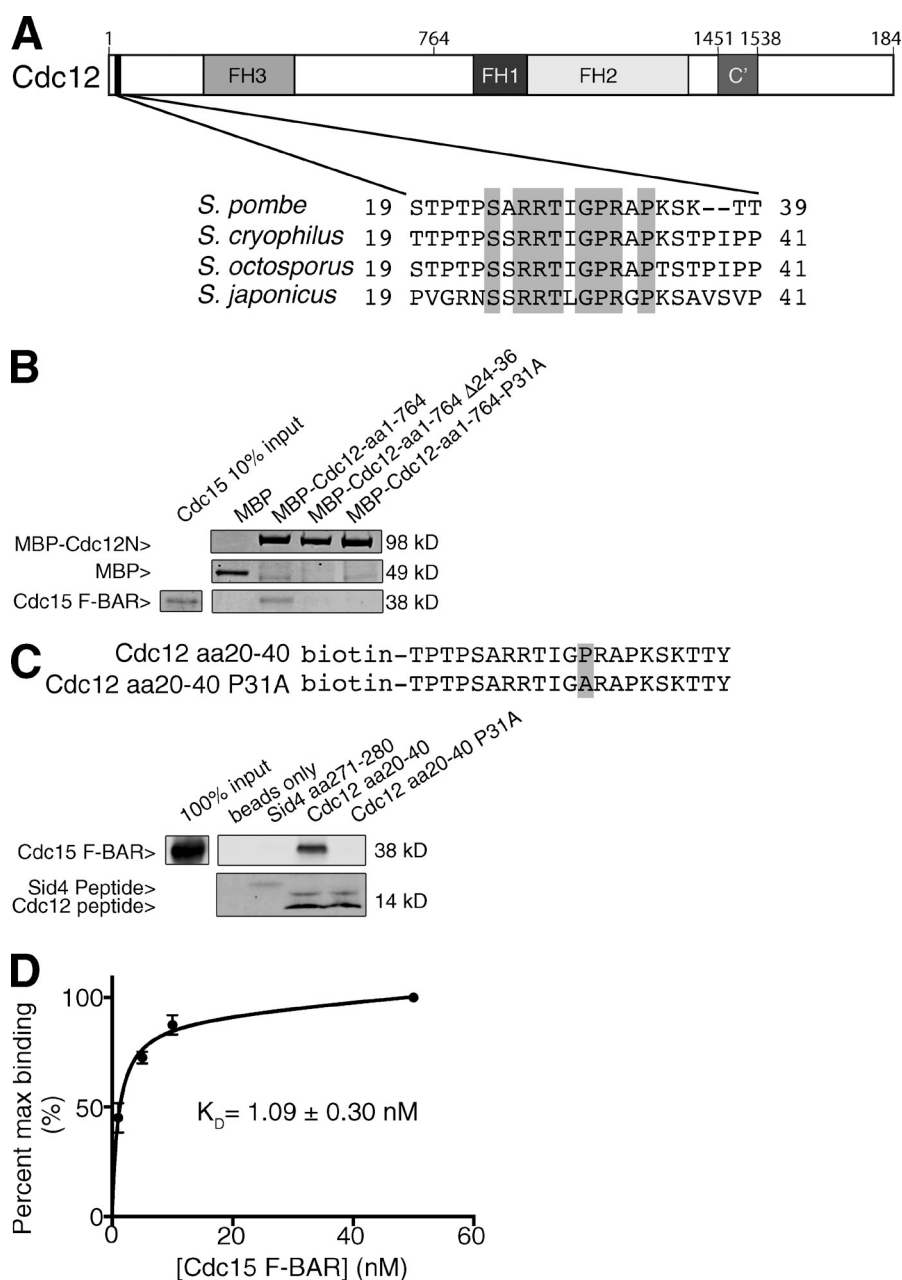 A
1 764 1451 1538 184
Cdc12 FH3 FH1 FH2 C'
S. pombe 19 STPTPSARRTIGPRAPKSK--TT 39
S. cryophilus 19 TTPTPSSRRTIGPRAPKSTPIPP 41
S. octosporus 19 STPTPSSRRTIGPRAPTSTPIPP 41
S. japonicus 19 PVGRNSSRRTLGPRGPKSAVSVP 41
B
Cdc15 10% input
MBP
MBP-Cdc12-aa1-764
MBP-Cdc12-aa1-764 Δ24-36
MBP-Cdc12-aa1-764-P31A
MBP-Cdc12N> 98 kD
MBP> 49 kD
Cdc15 F-BAR> 38 kD
C
Cdc12 aa20-40 biotin-TPTPSARRTIGPRAPKSKTTY
Cdc12 aa20-40 P31A biotin-TPTPSARRTIGARAPKSKTTY
100% input
beads only
Sid4 aa271-280
Cdc12 aa20-40
Cdc12 aa20-40 P31A
Cdc15 F-BAR> 38 kD
Sid4 Peptide>
Cdc12 peptide> 14 kD
D
Percent max binding
(%)
100
50
0
K_D= 1.09 ± 0.30 nM
0 20 40 60
[Cdc15 F-BAR] (nM)